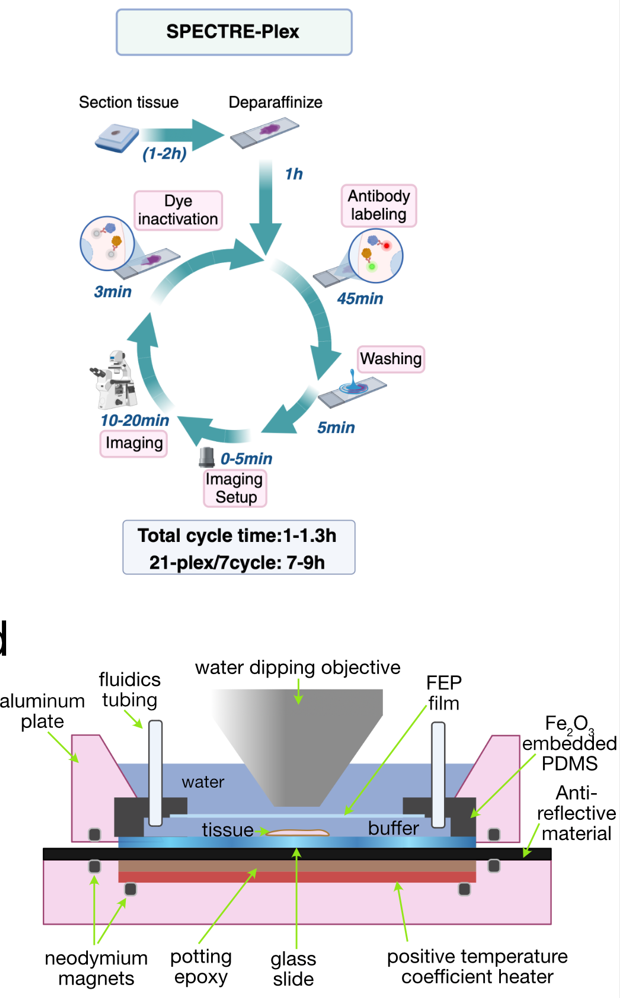 SPECTRE-Plex
Section tissue
Deparaffinize
(1-2h)
1h
Dye
inactivation
Antibody
labeling
3min
45min
Washing
10-20min
Imaging
5min
0-5min
Imaging
Setup
Total cycle time:1-1.3h
21-plex/7cycle: 7-9h
d
water dipping objective
fluidics
tubing
FEP
film
aluminum
plate
Fe₂O₃
embedded
PDMS
water
Anti-
reflective
material
tissue
buffer
neodymium
magnets
potting
epoxy
glass
slide
positive temperature
coefficient heater